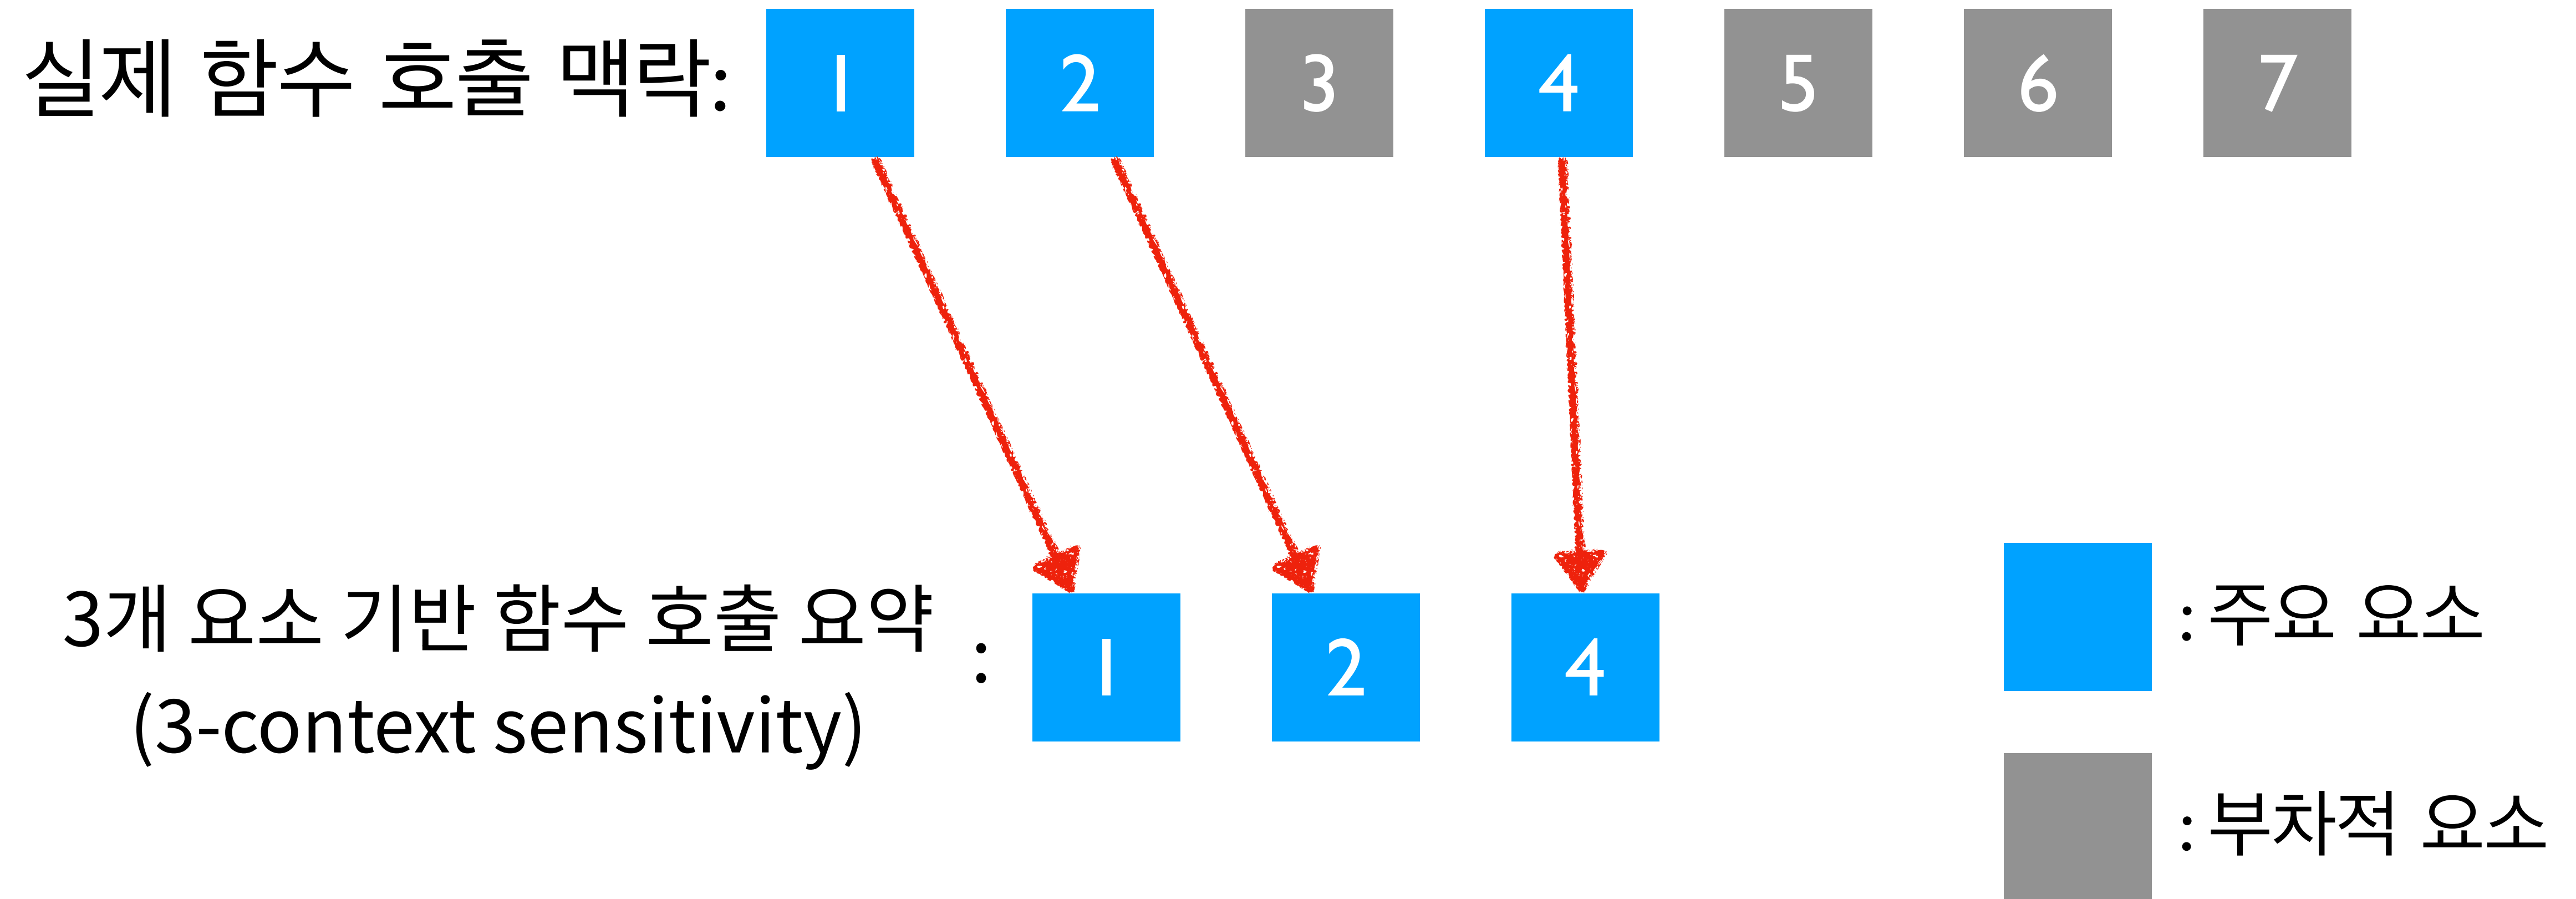 실제 함수 호출 맥락: 1 2 3 4 5 6 7
3개 요소 기반 함수 호출 요약
(3-context sensitivity)
: 1 2 4
: 주요 요소
: 부차적 요소